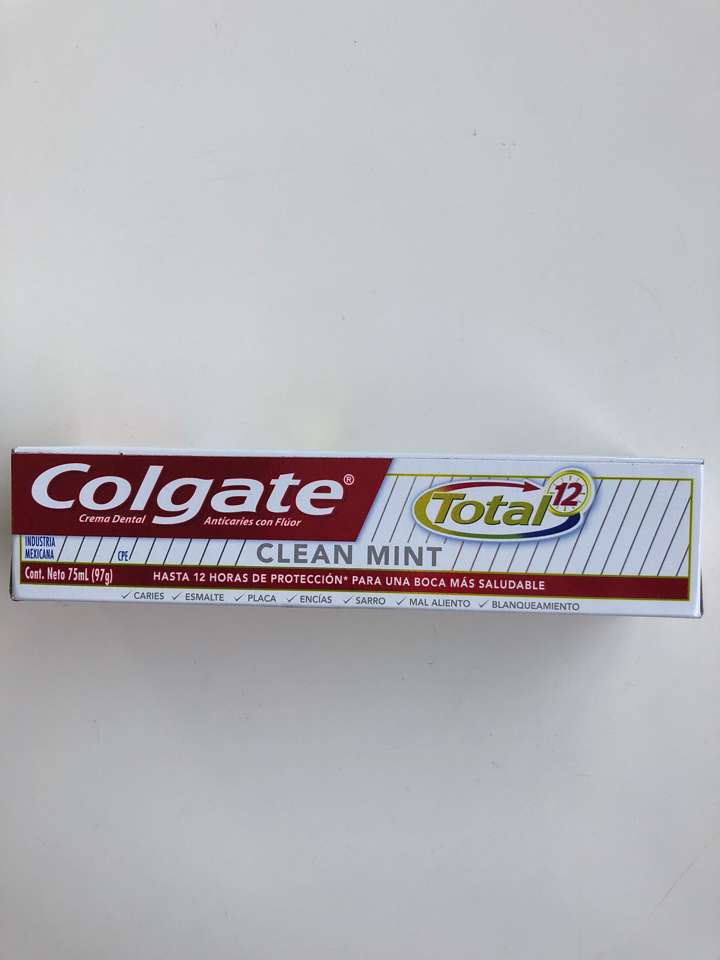 Colgate®
Crema Dental Anticaries con Flúor
Total 12
INDUSTRIA
MEXICANA
CPE
CLEAN MINT
Cont. Neto 75mL (97g)
HASTA 12 HORAS DE PROTECCIÓN* PARA UNA BOCA MÁS SALUDABLE
✓ CARIES ✓ ESMALTE ✓ PLACA ✓ ENCÍAS ✓ SARRO ✓ MAL ALIENTO ✓ BLANQUEAMIENTO